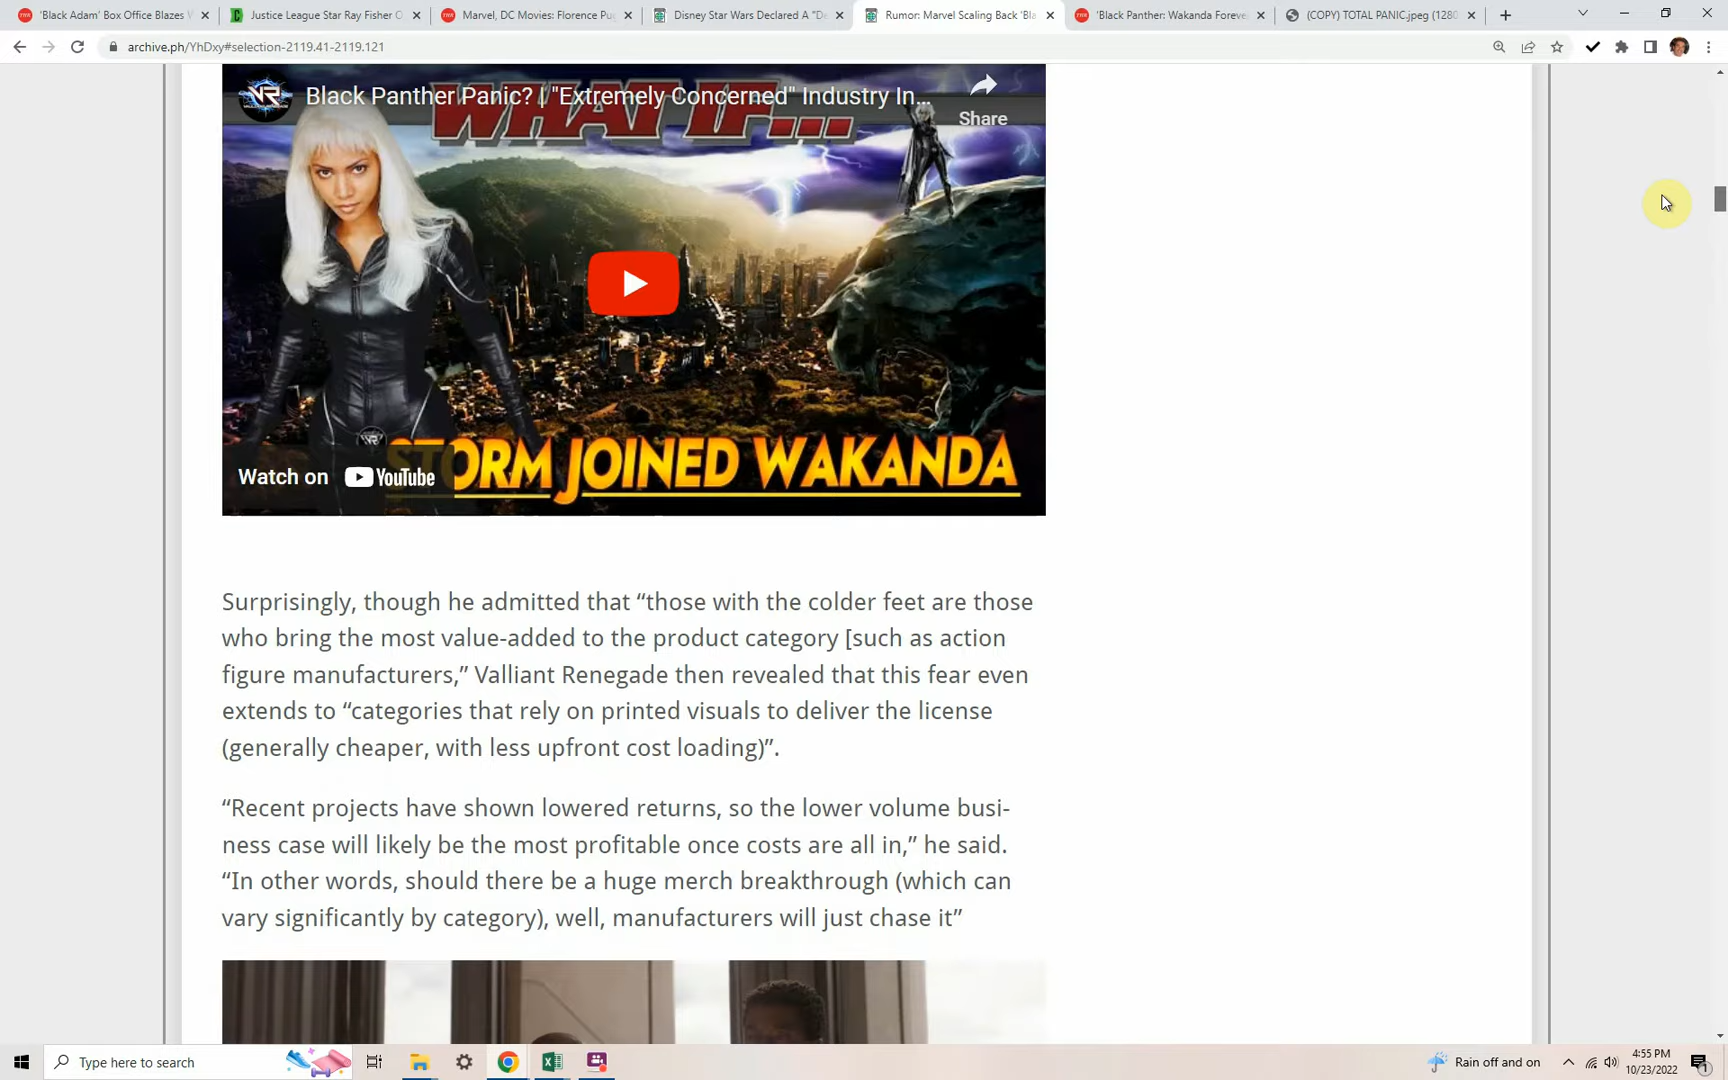 'Black Adam' Box Office Blazes W
Justice League Star Ray Fisher O
Marvel, DC Movies: Florence Pu
Disney Star Wars Declared A "De
Rumor: Marvel Scaling Back 'Bla
'Black Panther: Wakanda Foreve
(COPY) TOTAL PANIC.jpeg (1280
archive.ph/YhDxy#selection-2119.41-2119.121
VR
Black Panther Panic? | "Extremely Concerned" Industry In...
Share
WHAT IF...
STORM JOINED WAKANDA
Watch on YouTube
Surprisingly, though he admitted that “those with the colder feet are those
who bring the most value-added to the product category [such as action
figure manufacturers,” Valliant Renegade then revealed that this fear even
extends to “categories that rely on printed visuals to deliver the license
(generally cheaper, with less upfront cost loading)”.
“Recent projects have shown lowered returns, so the lower volume busi-
ness case will likely be the most profitable once costs are all in,” he said.
“In other words, should there be a huge merch breakthrough (which can
vary significantly by category), well, manufacturers will just chase it”
Type here to search
Rain off and on
4:55 PM
10/23/2022